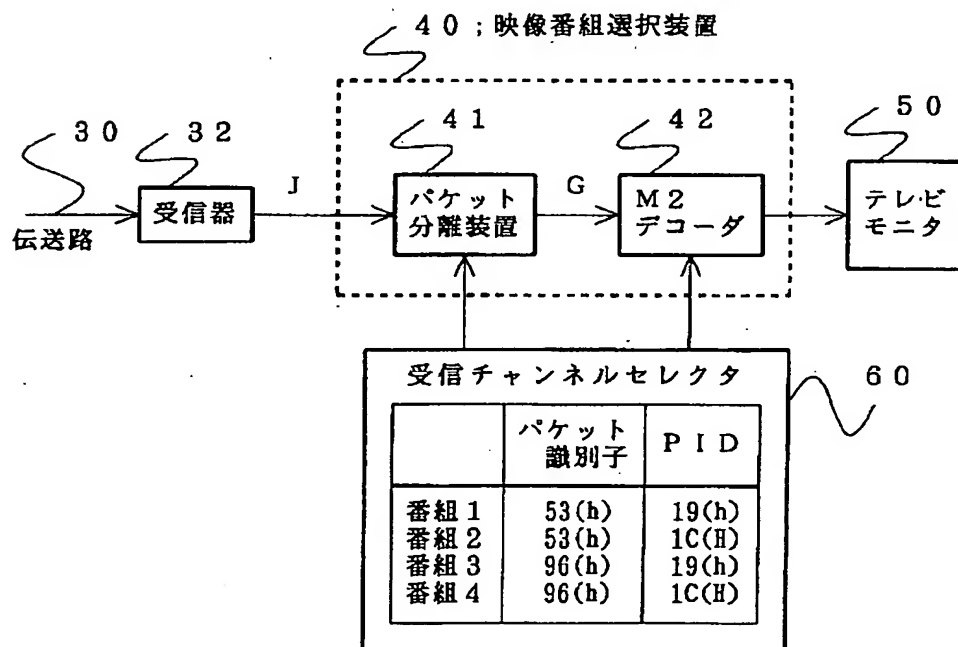 40;映像番組選択装置
30
32
41
42
50
J
G
受信器
パケット
分離装置
M2
デコーダ
テレビ
モニタ
伝送路
受信チャンネルセレクタ
60
パケット
識別子
PID
番組1 53(h) 19(h)
番組2 53(h) 1C(H)
番組3 96(h) 19(h)
番組4 96(h) 1C(H)